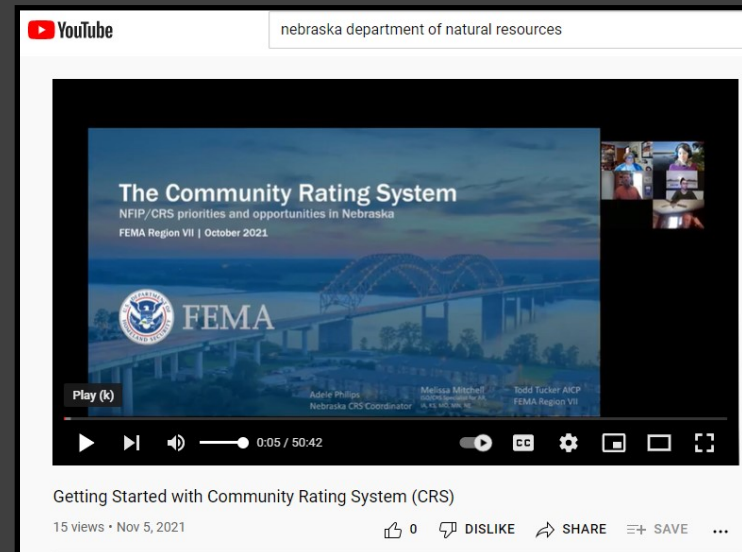 YouTube
nebraska department of natural resources
The Community Rating System
NFIP/CRS priorities and opportunities in Nebraska
FEMA Region VII | October 2021
FEMA
Play (k)
Adele Philips
Nebraska CRS Coordinator
Melissa Mitchell
Todd Tucker AICP
FEMA Region VII
0:05 / 50:42
CC
Getting Started with Community Rating System (CRS)
15 views • Nov 5, 2021
0
DISLIKE
SHARE
SAVE